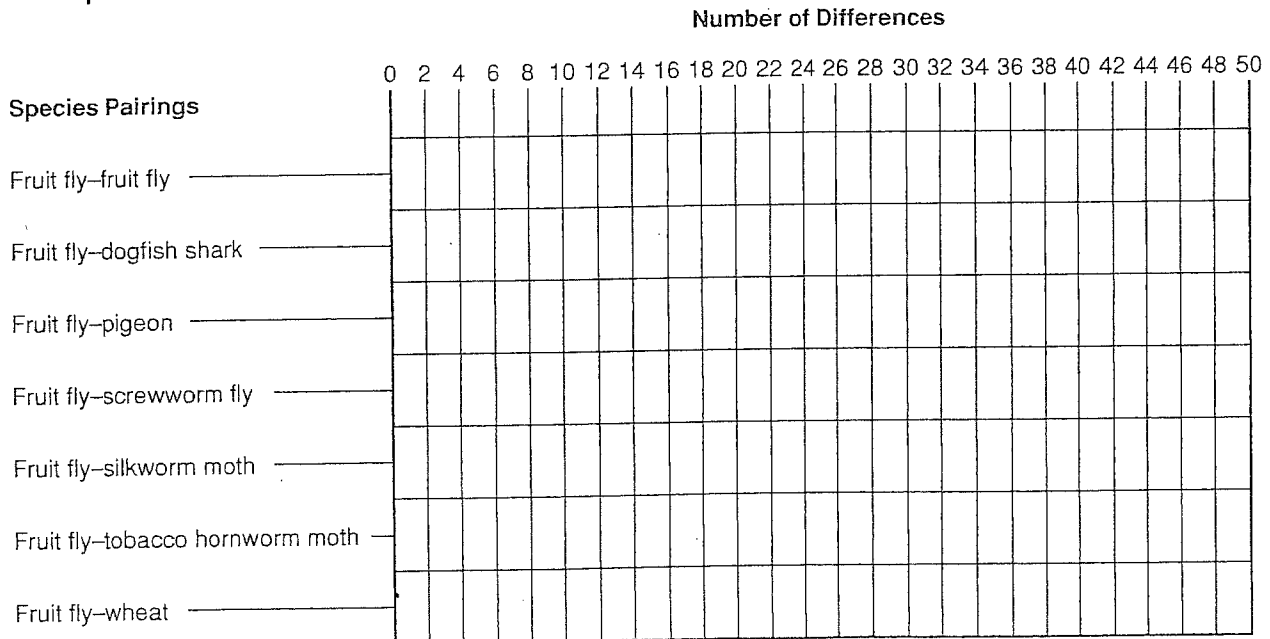 Number of Differences
0 2 4 6 8 10 12 14 16 18 20 22 24 26 28 30 32 34 36 38 40 42 44 46 48 50
Species Pairings
Fruit fly–fruit fly
Fruit fly–dogfish shark
Fruit fly–pigeon
Fruit fly–screwworm fly
Fruit fly–silkworm moth
Fruit fly–tobacco hornworm moth
Fruit fly–wheat